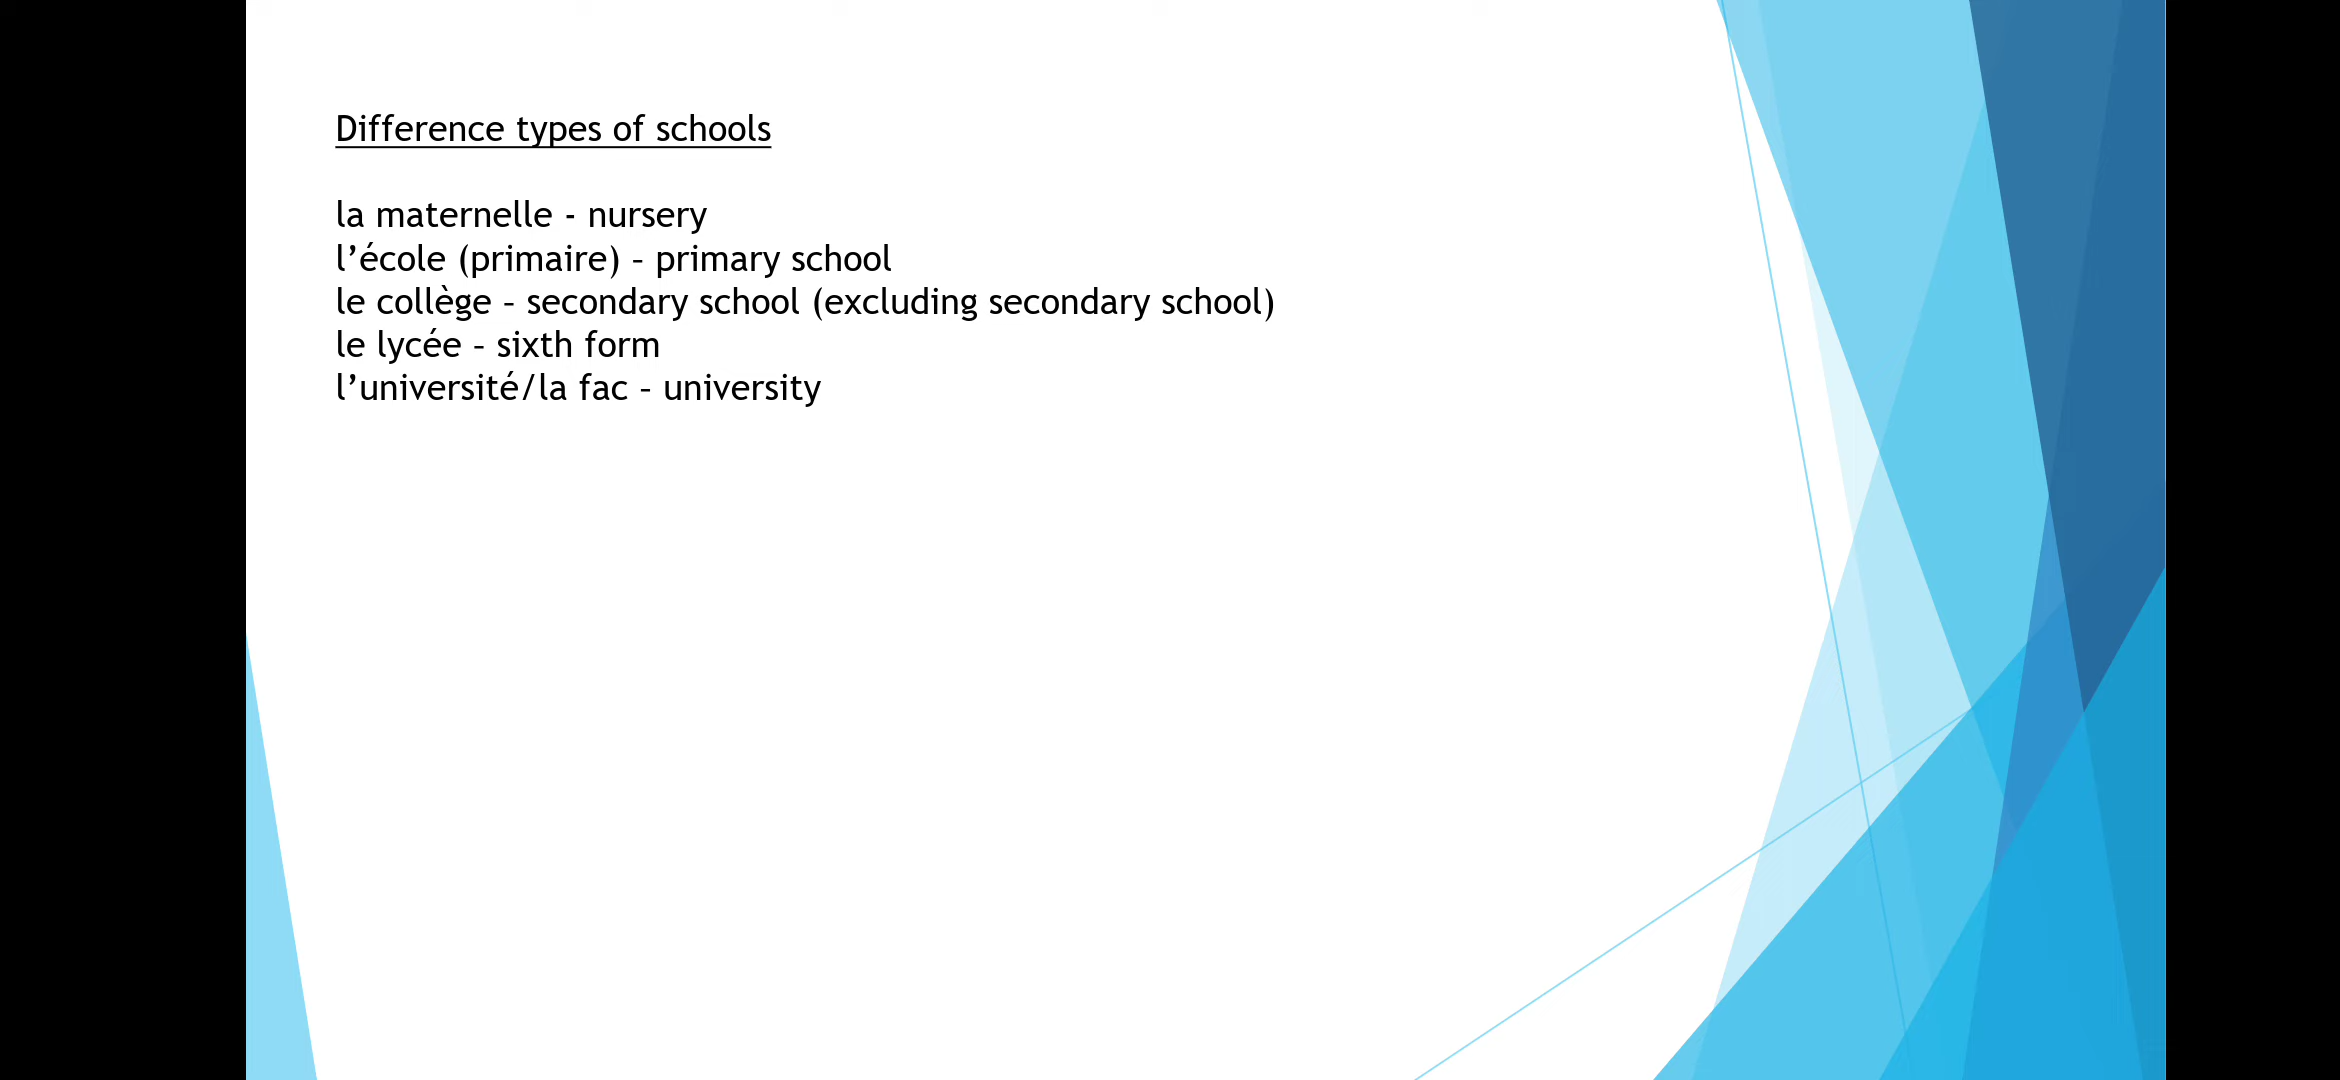 Difference types of schools
la maternelle - nursery
l’école (primaire) – primary school
le collège – secondary school (excluding secondary school)
le lycée – sixth form
l’université/la fac – university